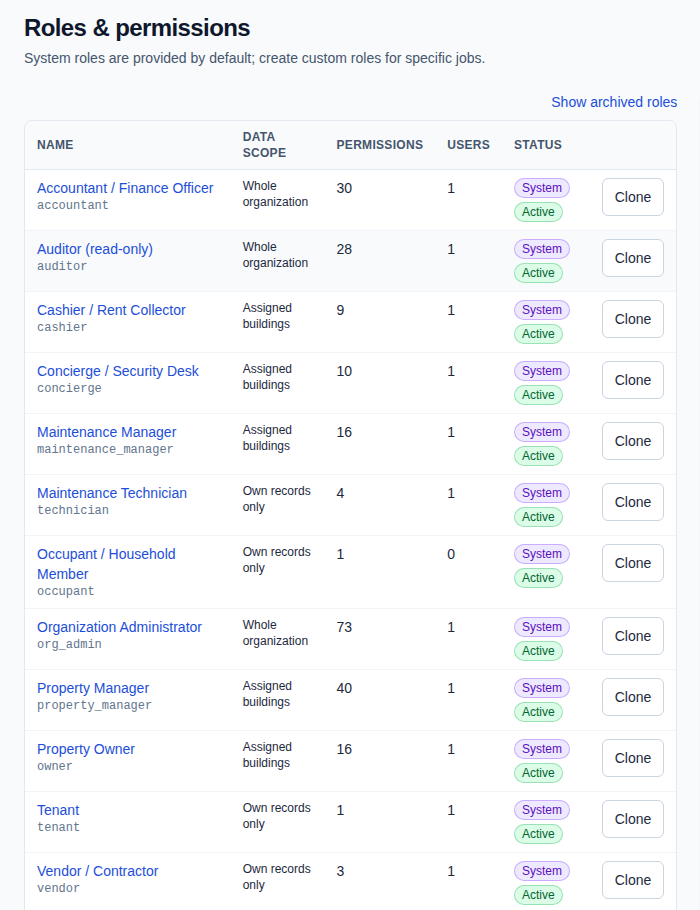 Roles & permissions
System roles are provided by default; create custom roles for specific jobs.
Show archived roles
NAME DATA SCOPE PERMISSIONS USERS STATUS
Accountant / Finance Officer Whole 30 1 System Clone
accountant organization Active
Auditor (read-only) Whole 28 1 System Clone
auditor organization Active
Cashier / Rent Collector Assigned 9 1 System Clone
cashier buildings Active
Concierge / Security Desk Assigned 10 1 System Clone
concierge buildings Active
Maintenance Manager Assigned 16 1 System Clone
maintenance_manager buildings Active
Maintenance Technician Own records 4 1 System Clone
technician only Active
Occupant / Household Own records 1 0 System Clone
Member only Active
occupant
Organization Administrator Whole 73 1 System Clone
org_admin organization Active
Property Manager Assigned 40 1 System Clone
property_manager buildings Active
Property Owner Assigned 16 1 System Clone
owner buildings Active
Tenant Own records 1 1 System Clone
tenant only Active
Vendor / Contractor Own records 3 1 System Clone
vendor only Active